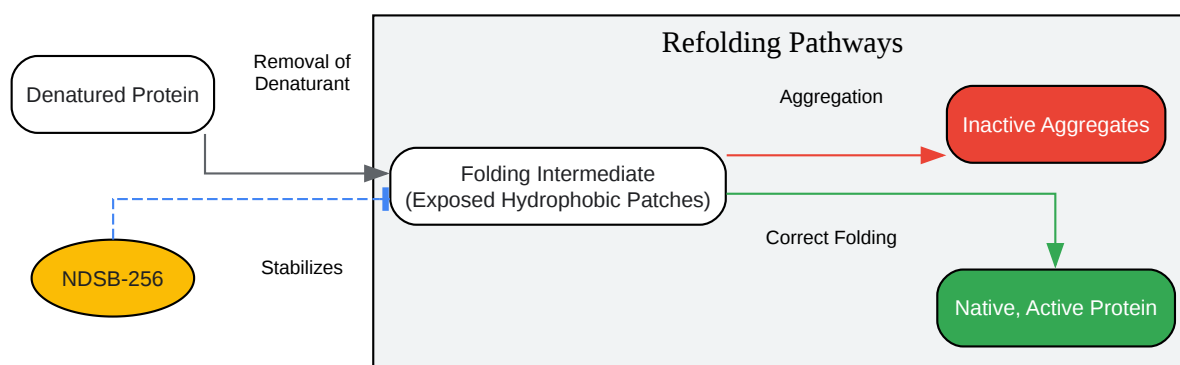 Refolding Pathways
Removal of
Denaturant
Denatured Protein
Aggregation
Inactive Aggregates
Folding Intermediate
(Exposed Hydrophobic Patches)
Correct Folding
Stabilizes
NDSB-256
Native, Active Protein